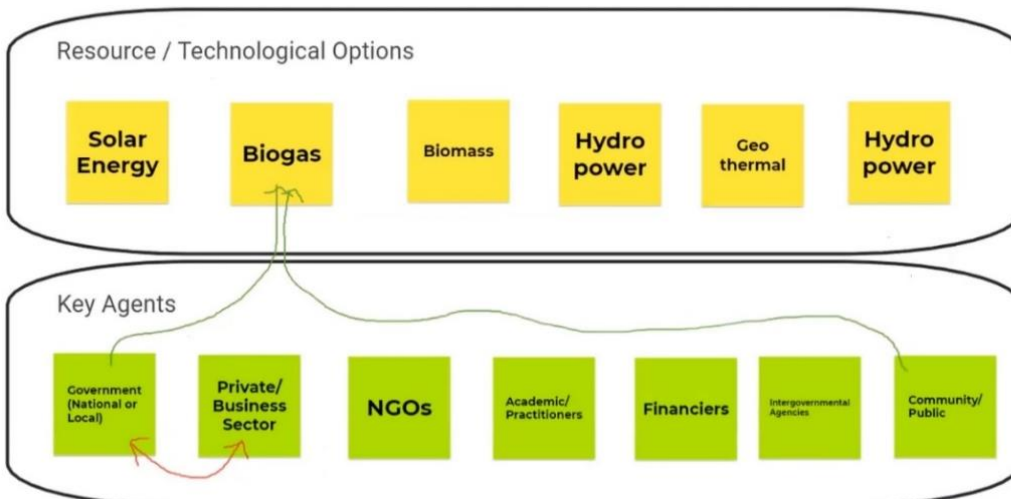 Resource / Technological Options
Solar
Energy
Biogas
Biomass
Hydro
power
Geo
thermal
Hydro
power
Key Agents
Government
(National or
Local)
Private/
Business
Sector
NGOs
Academic/
Practitioners
Financiers
Intergovernmental
Agencies
Community/
Public